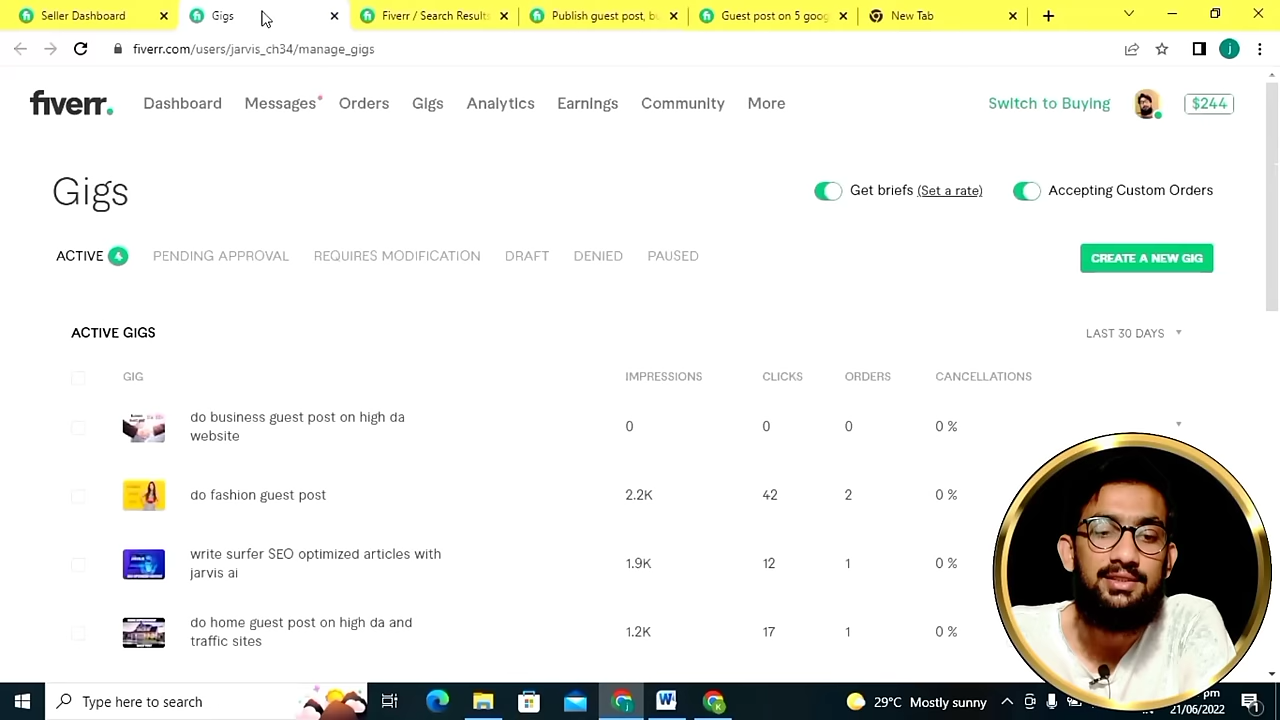 Seller Dashboard
Gigs
Fiverr / Search Results
Publish guest post, bu
Guest post on 5 goog
New Tab
fiverr.com/users/jarvis_ch34/manage_gigs
j
fiverr.
Dashboard
Messages
Orders
Gigs
Analytics
Earnings
Community
More
Switch to Buying
$244
Gigs
Get briefs (Set a rate)
Accepting Custom Orders
ACTIVE 4
PENDING APPROVAL
REQUIRES MODIFICATION
DRAFT
DENIED
PAUSED
CREATE A NEW GIG
ACTIVE GIGS
LAST 30 DAYS
GIG
IMPRESSIONS
CLICKS
ORDERS
CANCELLATIONS
do business guest post on high da
website
0
0
0
0 %
do fashion guest post
2.2K
42
2
0 %
write surfer SEO optimized articles with
jarvis ai
1.9K
12
1
0 %
do home guest post on high da and
traffic sites
1.2K
17
1
0 %
Type here to search
29°C Mostly sunny
pm
21/06/2022